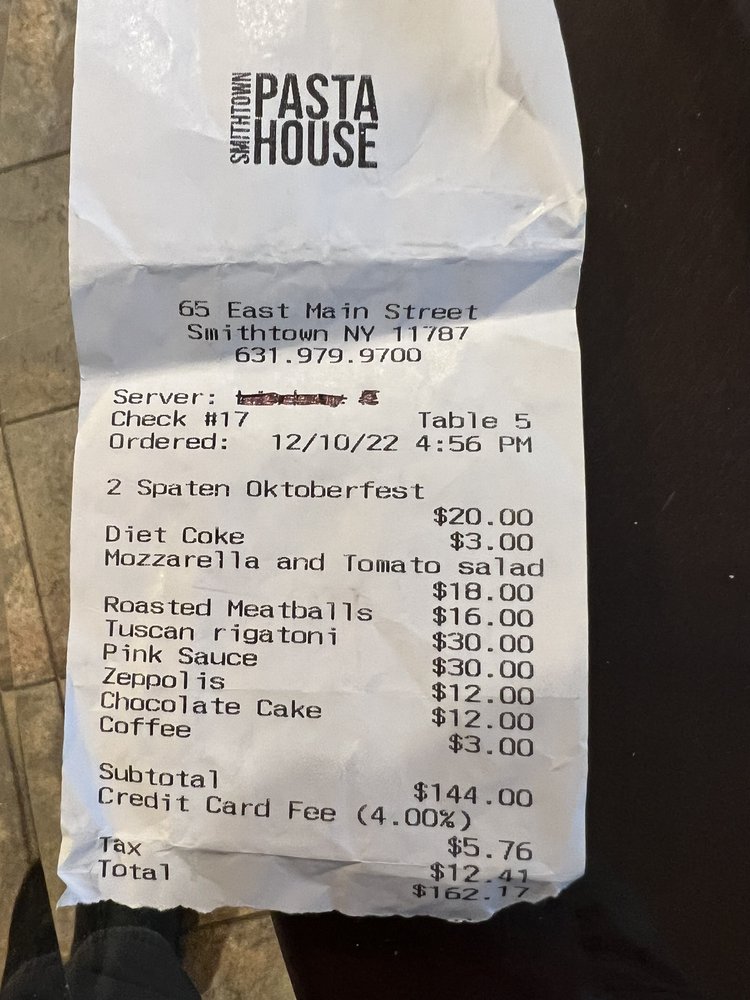 SMITHTOWN
PASTA
HOUSE
65 East Main Street
Smithtown NY 11787
631.979.9700
Server:
Check #17 Table 5
Ordered: 12/10/22 4:56 PM
2 Spaten Oktoberfest
$20.00
Diet Coke $3.00
Mozzarella and Tomato salad
$18.00
Roasted Meatballs $16.00
Tuscan rigatoni $30.00
Pink Sauce $30.00
Zeppolis $12.00
Chocolate Cake $12.00
Coffee $3.00
Subtotal $144.00
Credit Card Fee (4.00%)
$5.76
Tax $12.41
Total $162.17